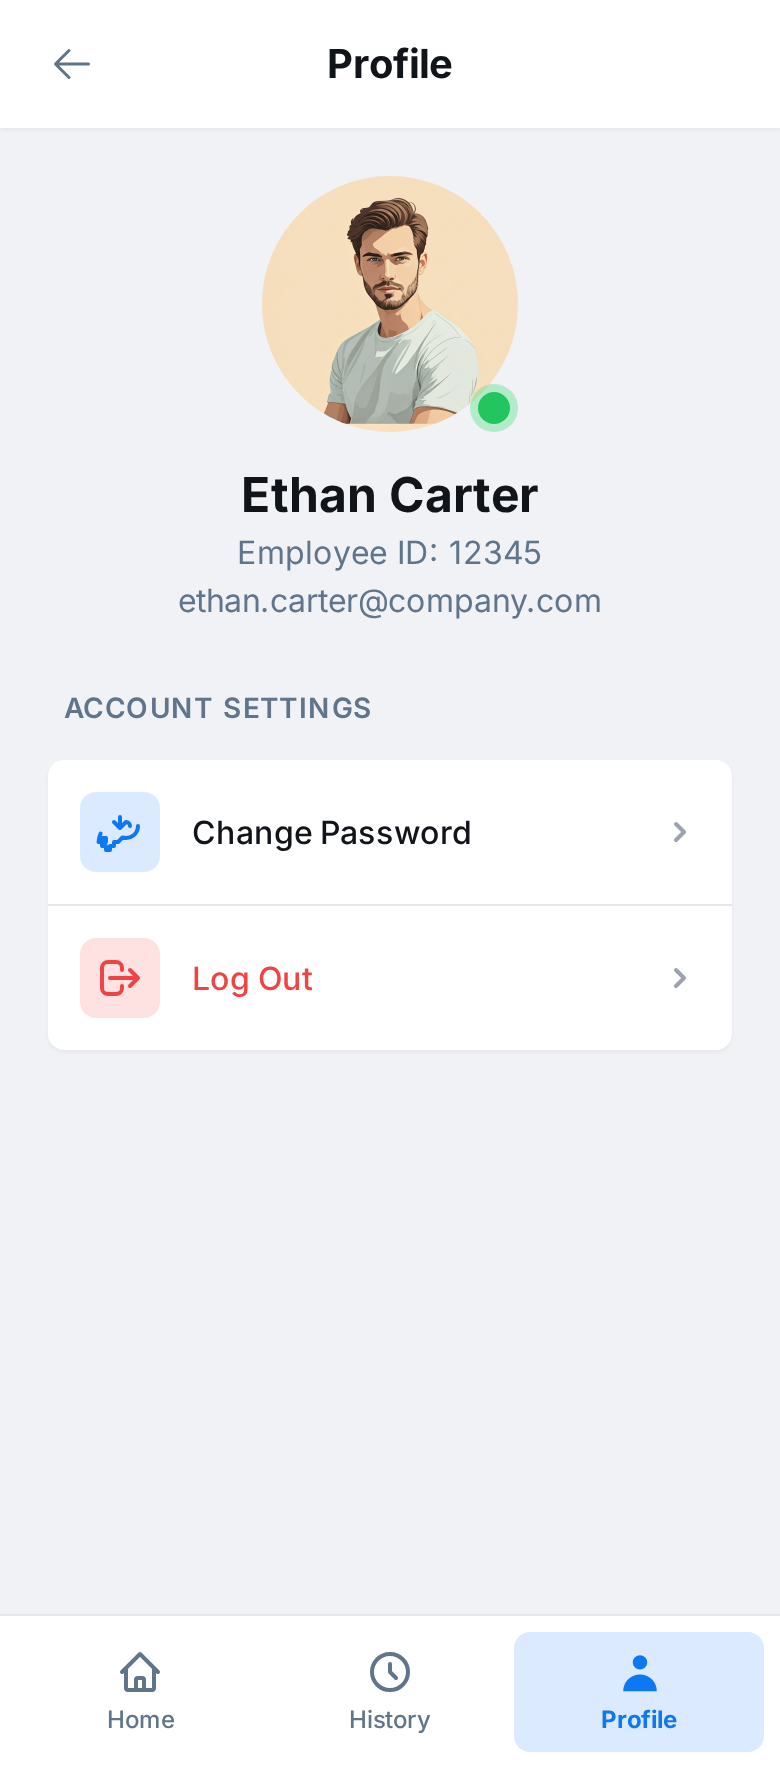 Profile
Ethan Carter
Employee ID: 12345
ethan.carter@company.com
ACCOUNT SETTINGS
Change Password
Log Out
Home
History
Profile